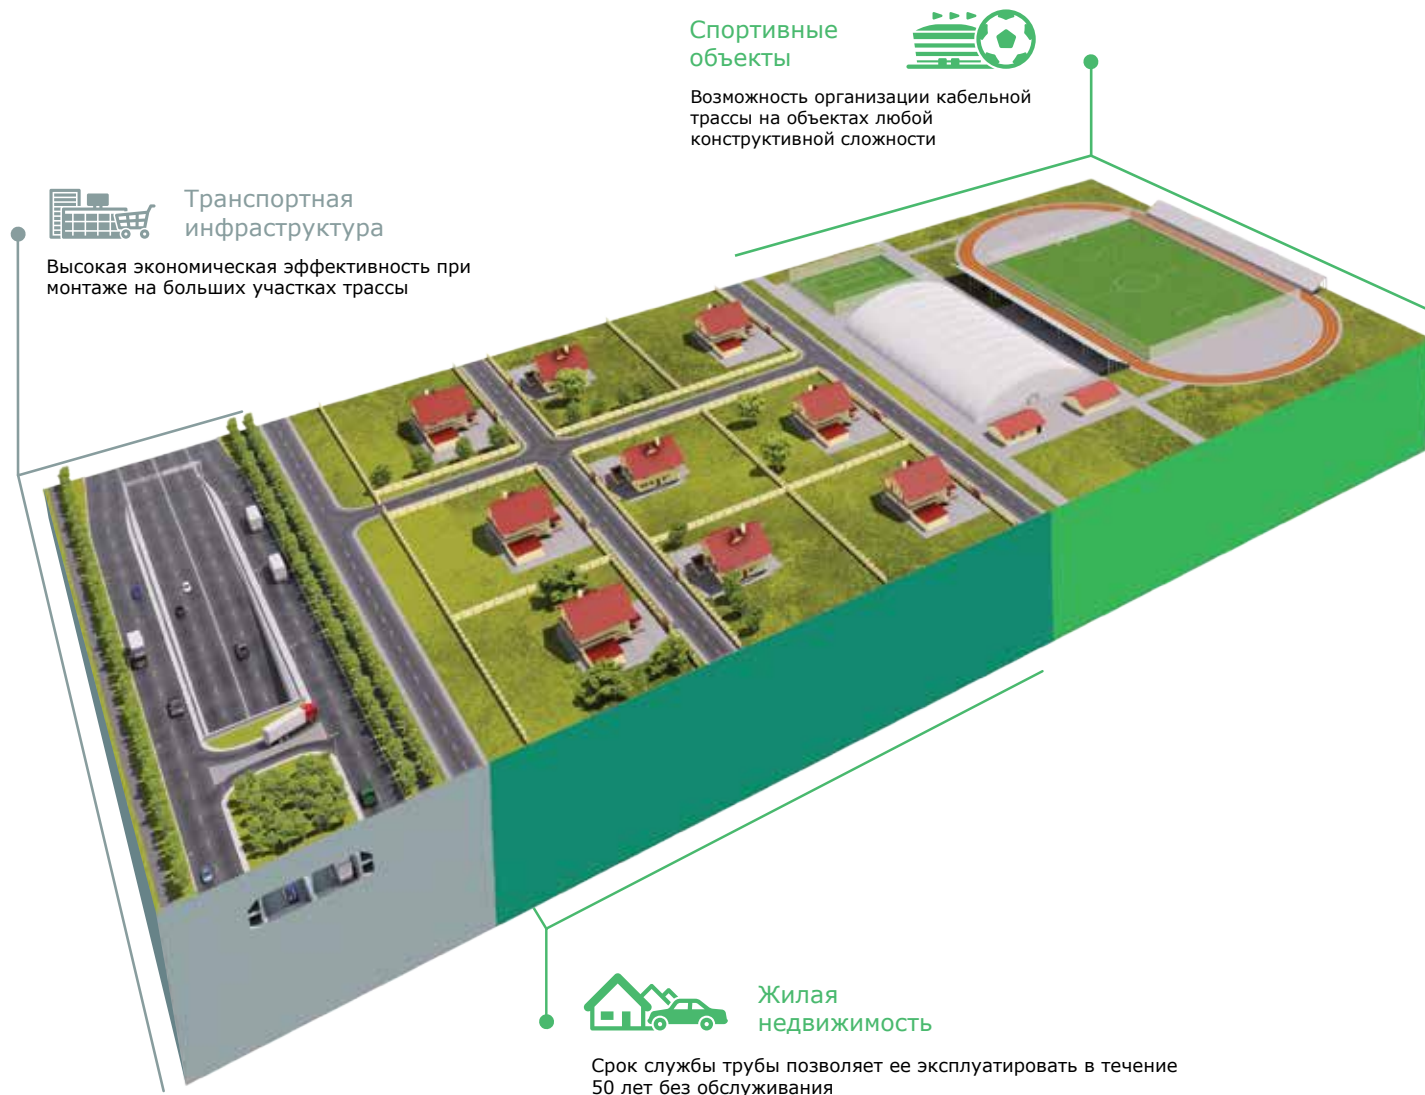 Спортивные
объекты
Возможность организации кабельной
трассы на объектах любой
конструктивной сложности
Транспортная
инфраструктура
Высокая экономическая эффективность при
монтаже на больших участках трассы
Жилая
недвижимость
Срок службы трубы позволяет ее эксплуатировать в течение
50 лет без обслуживания